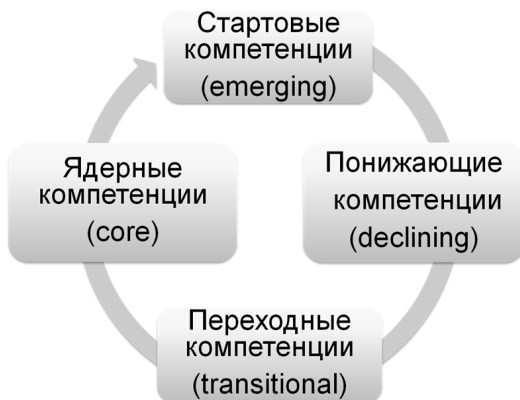 Стартовые
компетенции
(emerging)
Понижающие
компетенции
(declining)
Переходные
компетенции
(transitional)
Ядерные
компетенции
(core)